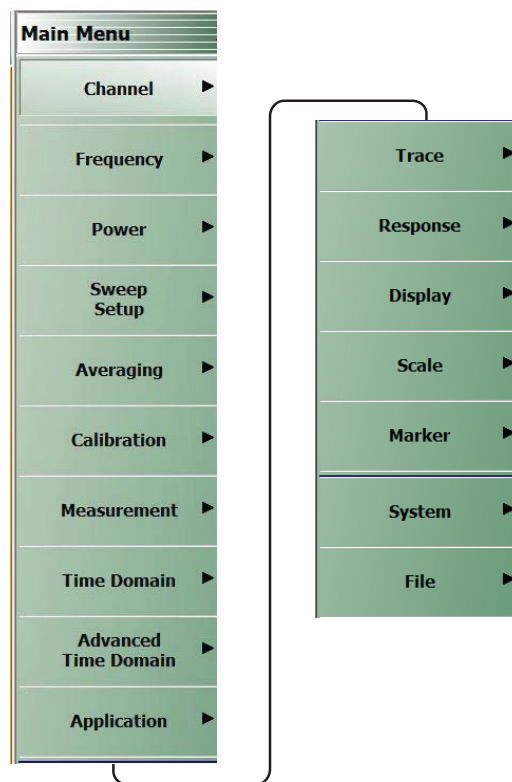 Main Menu
Channel
Frequency
Power
Sweep
Setup
Averaging
Calibration
Measurement
Time Domain
Advanced
Time Domain
Application
Trace
Response
Display
Scale
Marker
System
File